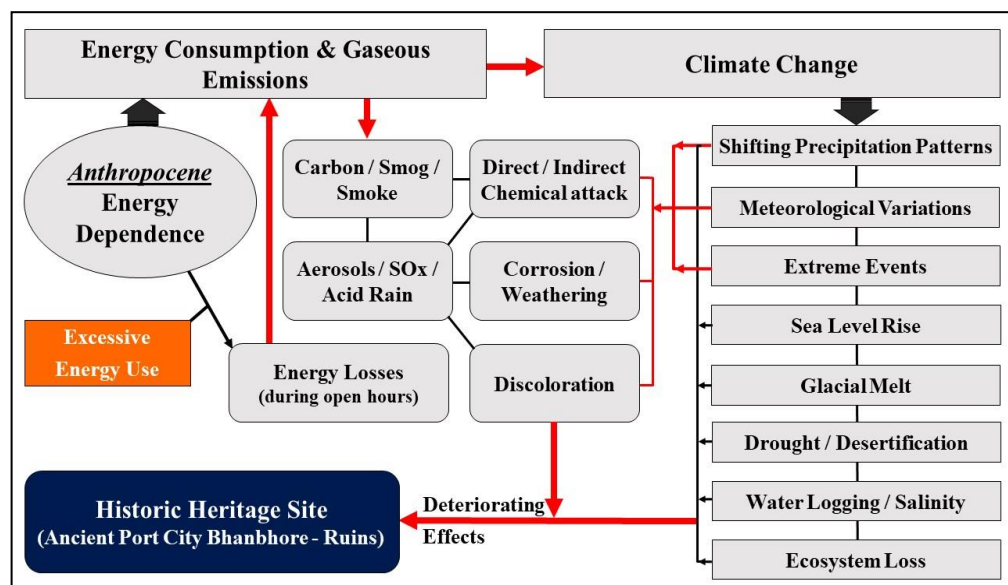 Energy Consumption & Gaseous
Emissions
Climate Change
Anthropocene
Energy
Dependence
Carbon / Smog /
Smoke
Direct / Indirect
Chemical attack
Aerosols / SOx /
Acid Rain
Corrosion /
Weathering
Excessive
Energy Use
Energy Losses
(during open hours)
Discoloration
Shifting Precipitation Patterns
Meteorological Variations
Extreme Events
Sea Level Rise
Glacial Melt
Drought / Desertification
Water Logging / Salinity
Ecosystem Loss
Historic Heritage Site
(Ancient Port City Bhanbhore - Ruins)
Deteriorating
Effects